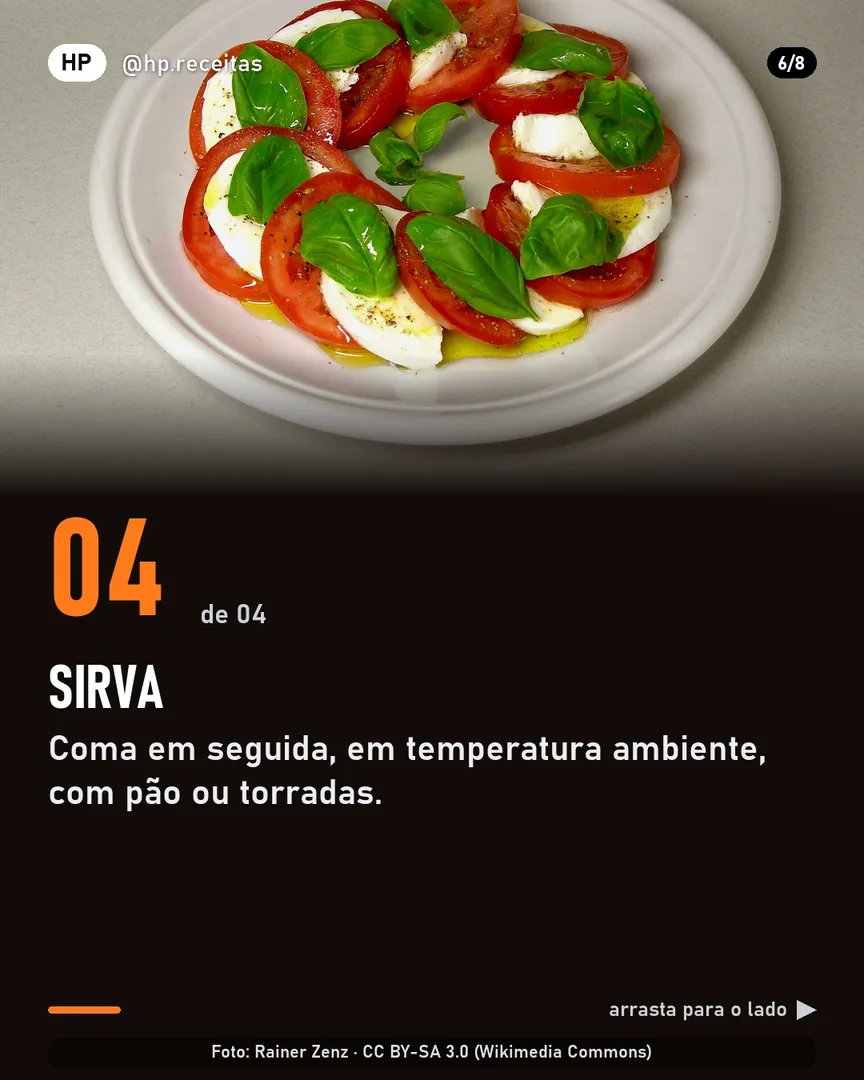 HP @hp.receitas 6/8
04 de 04
SIRVA
Coma em seguida, em temperatura ambiente,
com pão ou torradas.
arrasta para o lado ▶
Foto: Rainer Zenz · CC BY-SA 3.0 (Wikimedia Commons)